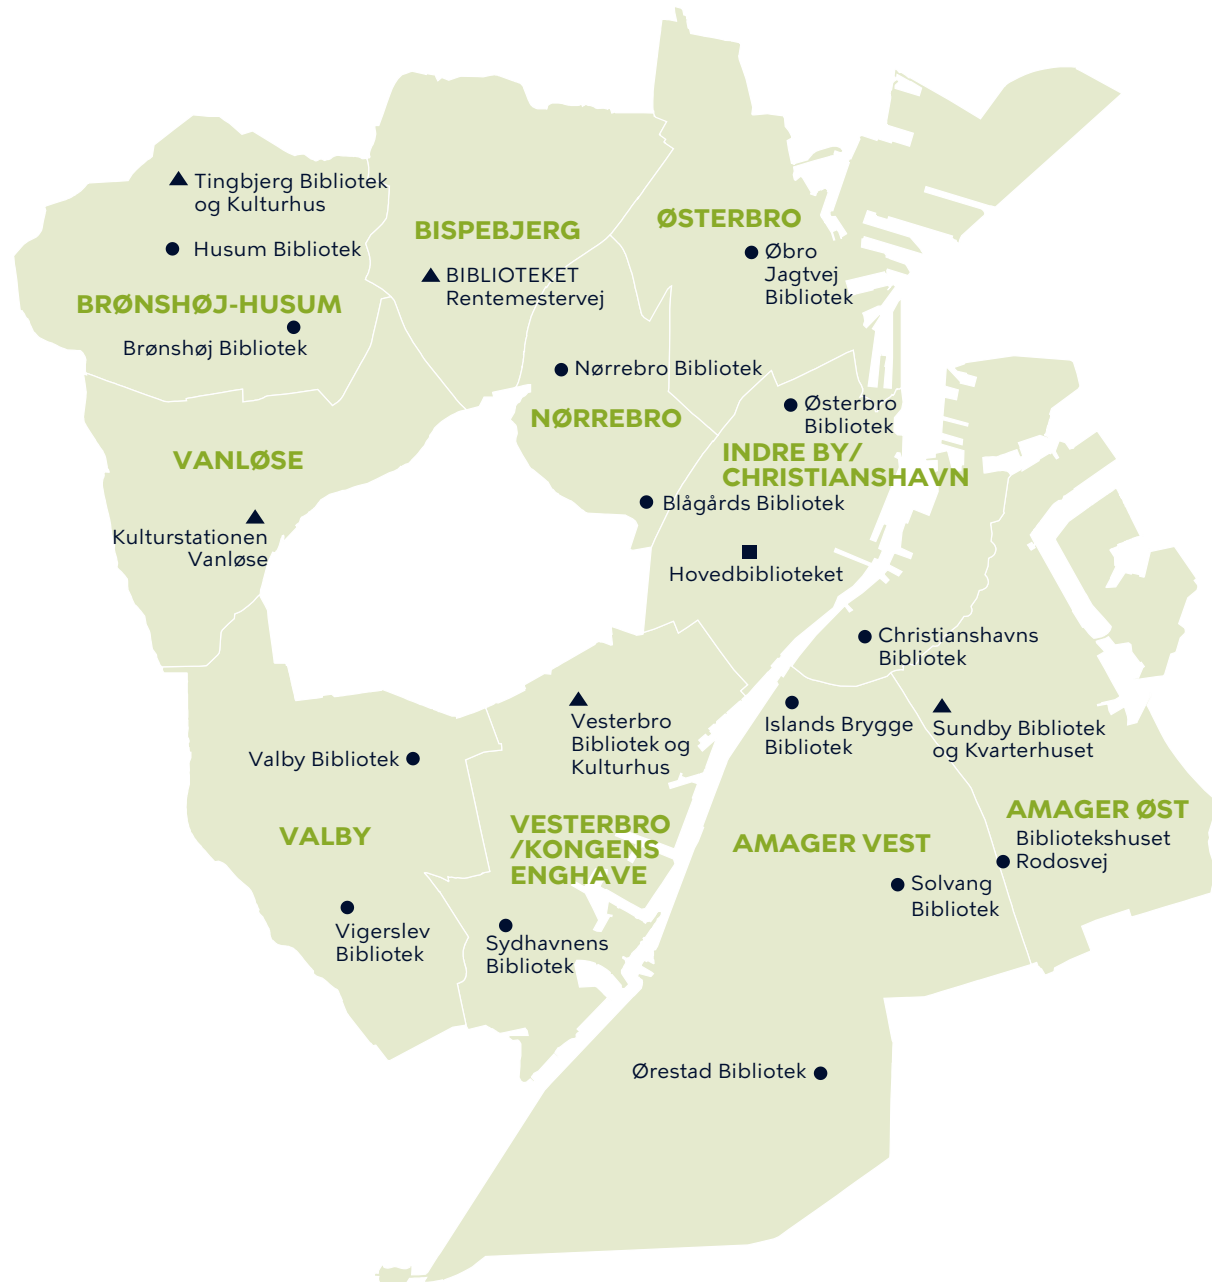 Tingbjerg Bibliotek
og Kulturhus
Husum Bibliotek
BRØNSHØJ-HUSUM
Brønshøj Bibliotek
BISPEBJERG
BIBLIOTEKET
Rentemestervej
ØSTERBRO
Øbro
Jagtvej
Bibliotek
Nørrebro Bibliotek
NØRREBRO
Østerbro
Bibliotek
INDRE BY/
CHRISTIANSHAVN
Blågårds Bibliotek
Hovedbiblioteket
VANLØSE
Kulturstationen
Vanløse
Christianshavns
Bibliotek
Vesterbro
Bibliotek og
Kulturhus
Islands Brygge
Bibliotek
Sundby Bibliotek
og Kvarterhuset
Valby Bibliotek
VALBY
VESTERBRO
/KONGENS
ENGHAVE
AMAGER VEST
AMAGER ØST
Bibliotekshuset
Rodosvej
Solvang
Bibliotek
Vigerslev
Bibliotek
Sydhavnens
Bibliotek
Ørestad Bibliotek